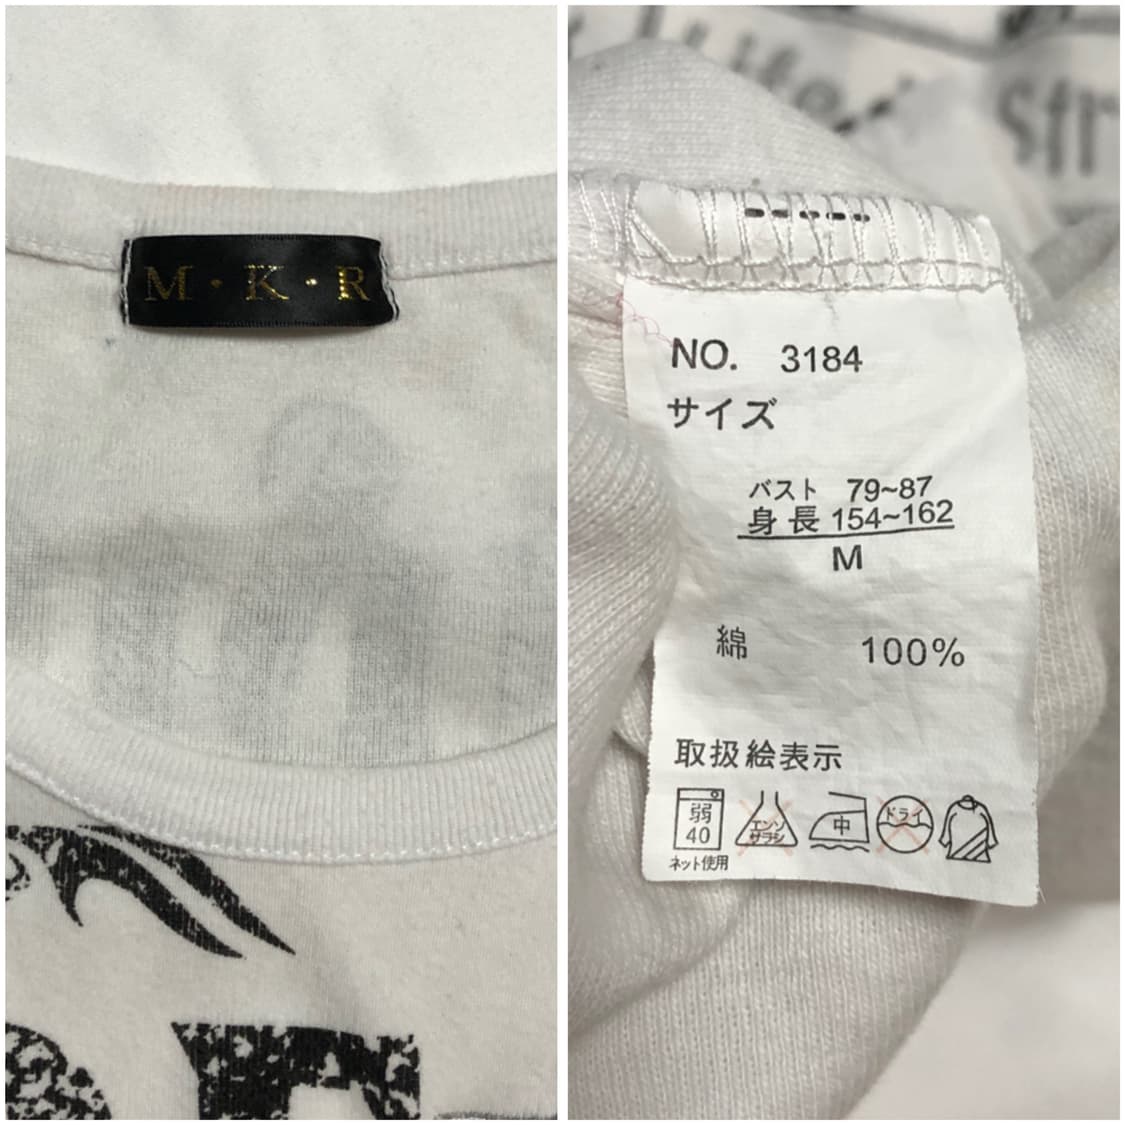 M・K・R
NO. 3184
サイズ
バスト 79~87
身長 154~162
M
綿 100%
取扱絵表示
弱
40
エンソ
サラシ
中
ドライ
ネット使用